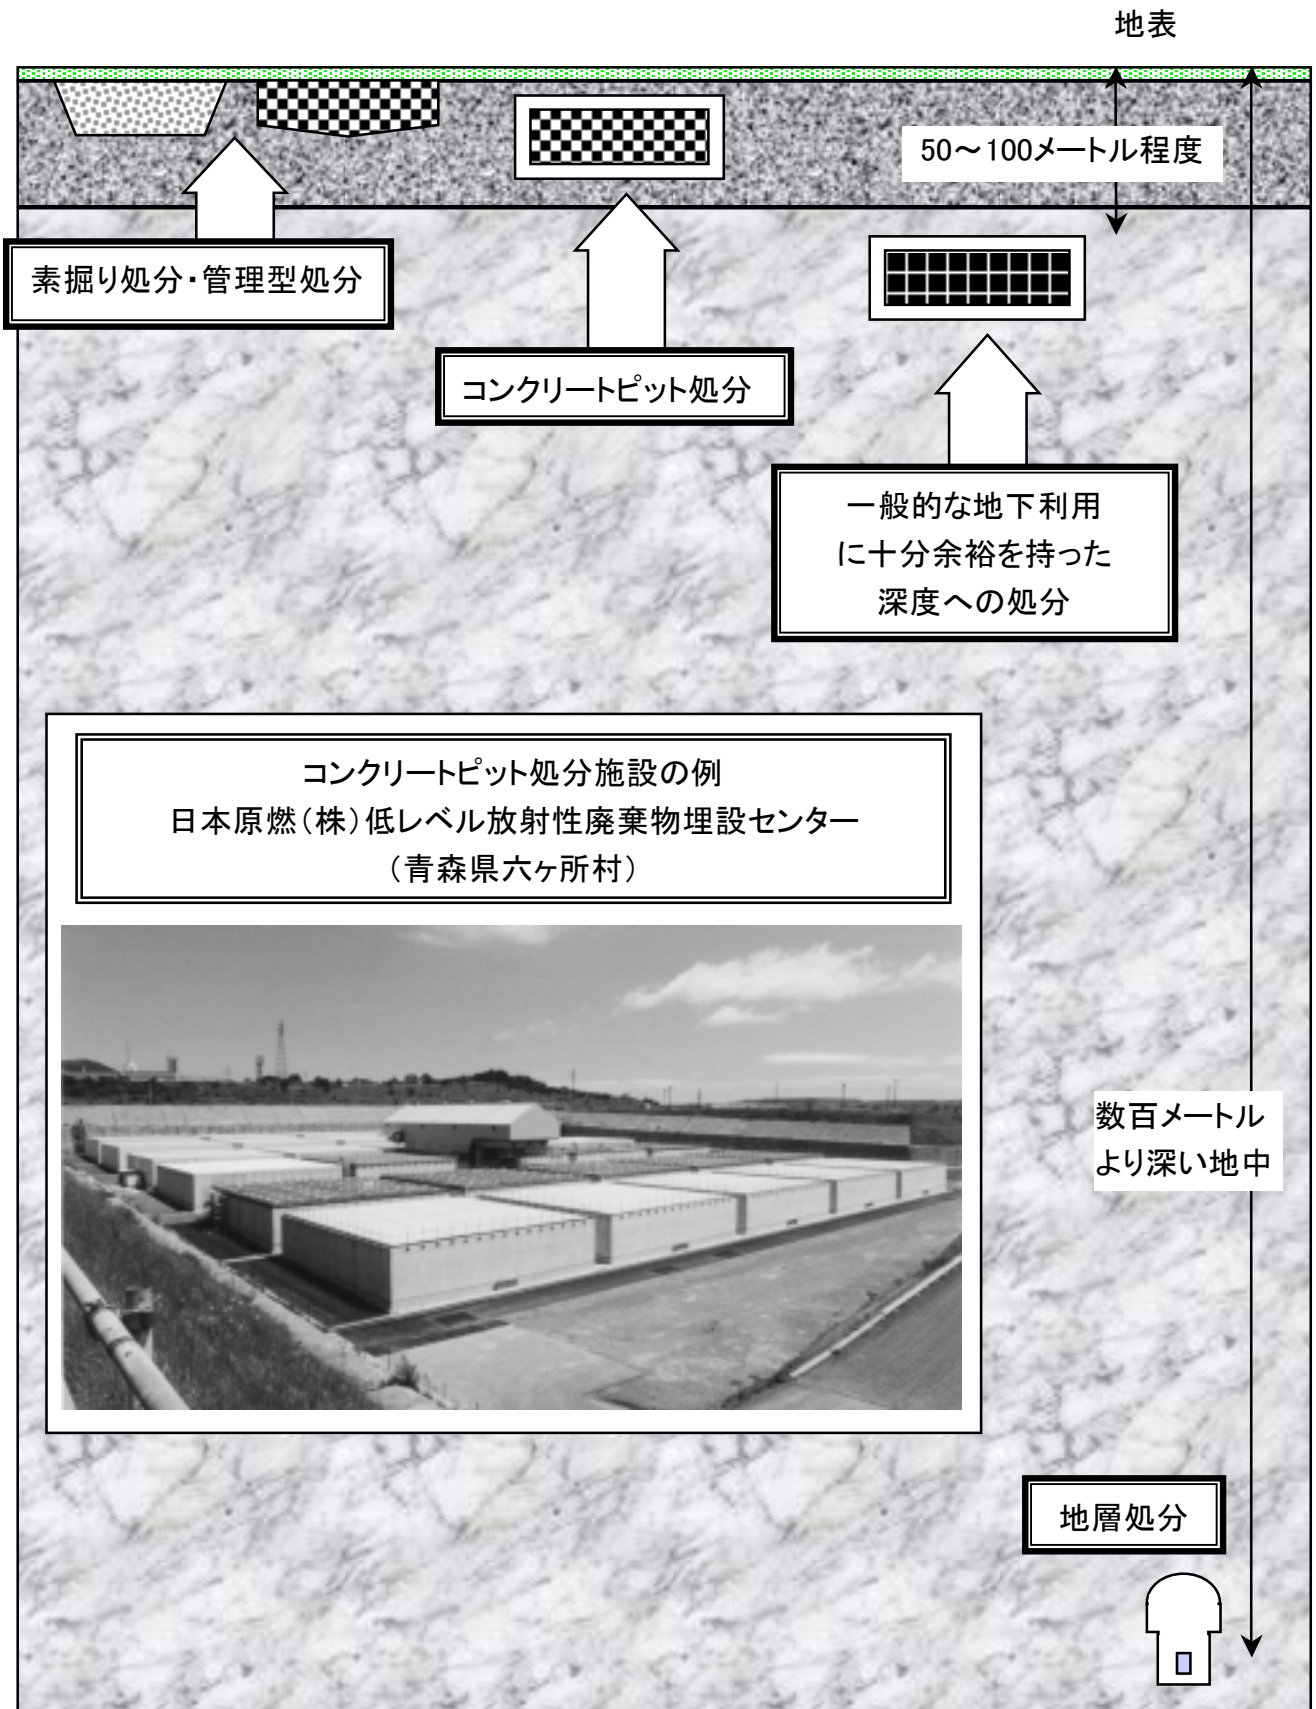 地表
50～100メートル程度
素掘り処分・管理型処分
コンクリートピット処分
一般的な地下利用
に十分余裕を持った
深度への処分
コンクリートピット処分施設の例
日本原燃（株）低レベル放射性廃棄物埋設センター
（青森県六ヶ所村）
数百メートル
より深い地中
地層処分